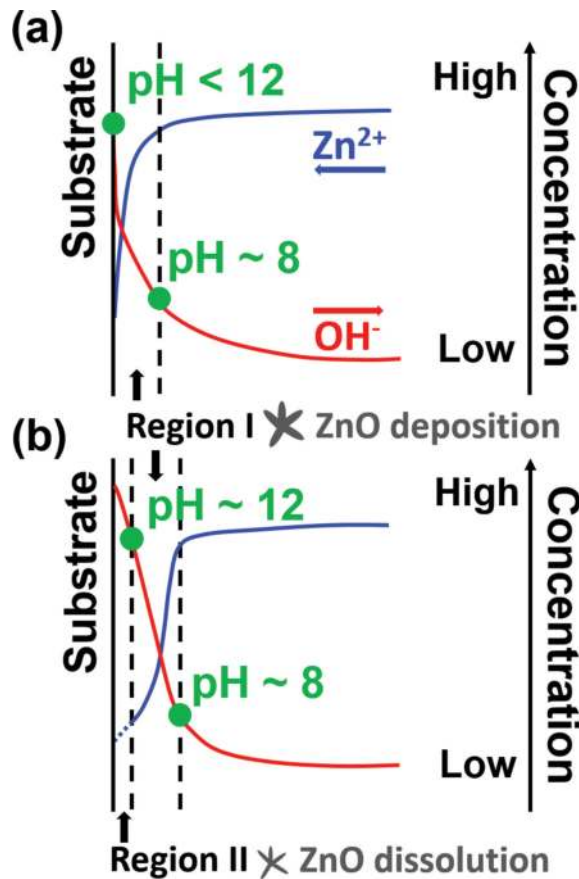 (a)
Substrate
pH < 12
Zn²⁺
pH ~ 8
OH⁻
High
Low
Concentration
Region I ZnO deposition
(b)
Substrate
pH ~ 12
pH ~ 8
High
Low
Concentration
Region II ZnO dissolution